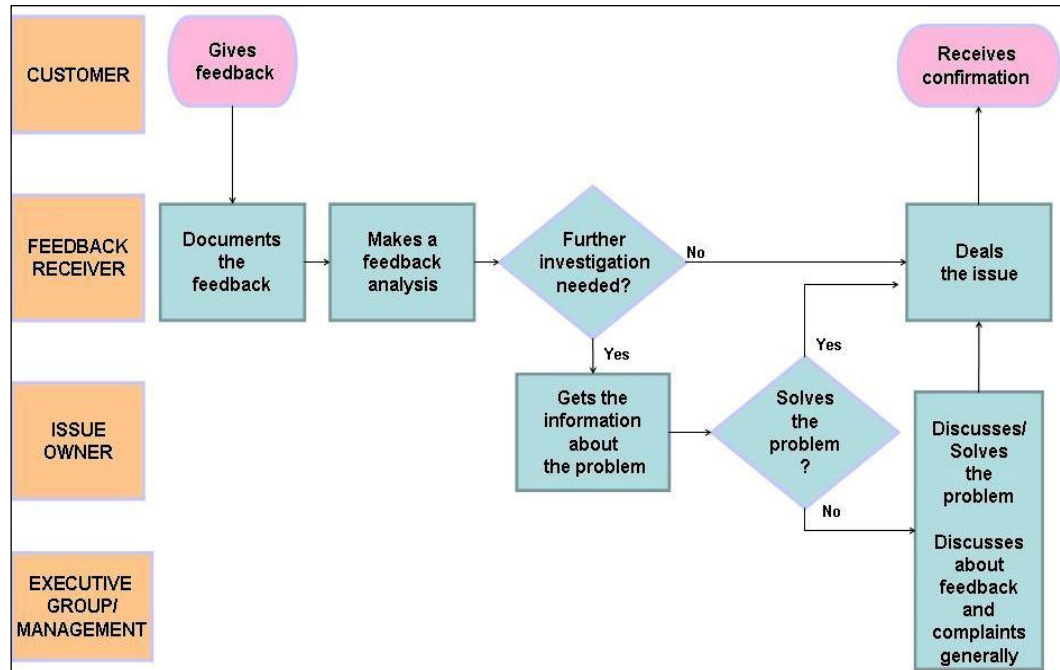 CUSTOMER
Gives
feedback
Receives
confirmation
FEEDBACK
RECEIVER
Documents
the
feedback
Makes a
feedback
analysis
Further
investigation
needed?
No
Deals
the issue
Yes
Yes
ISSUE
OWNER
Gets the
information
about
the problem
Solves
the
problem
?
No
Discusses/
Solves
the
problem
Discusses
about
feedback
and
complaints
generally
EXECUTIVE
GROUP/
MANAGEMENT